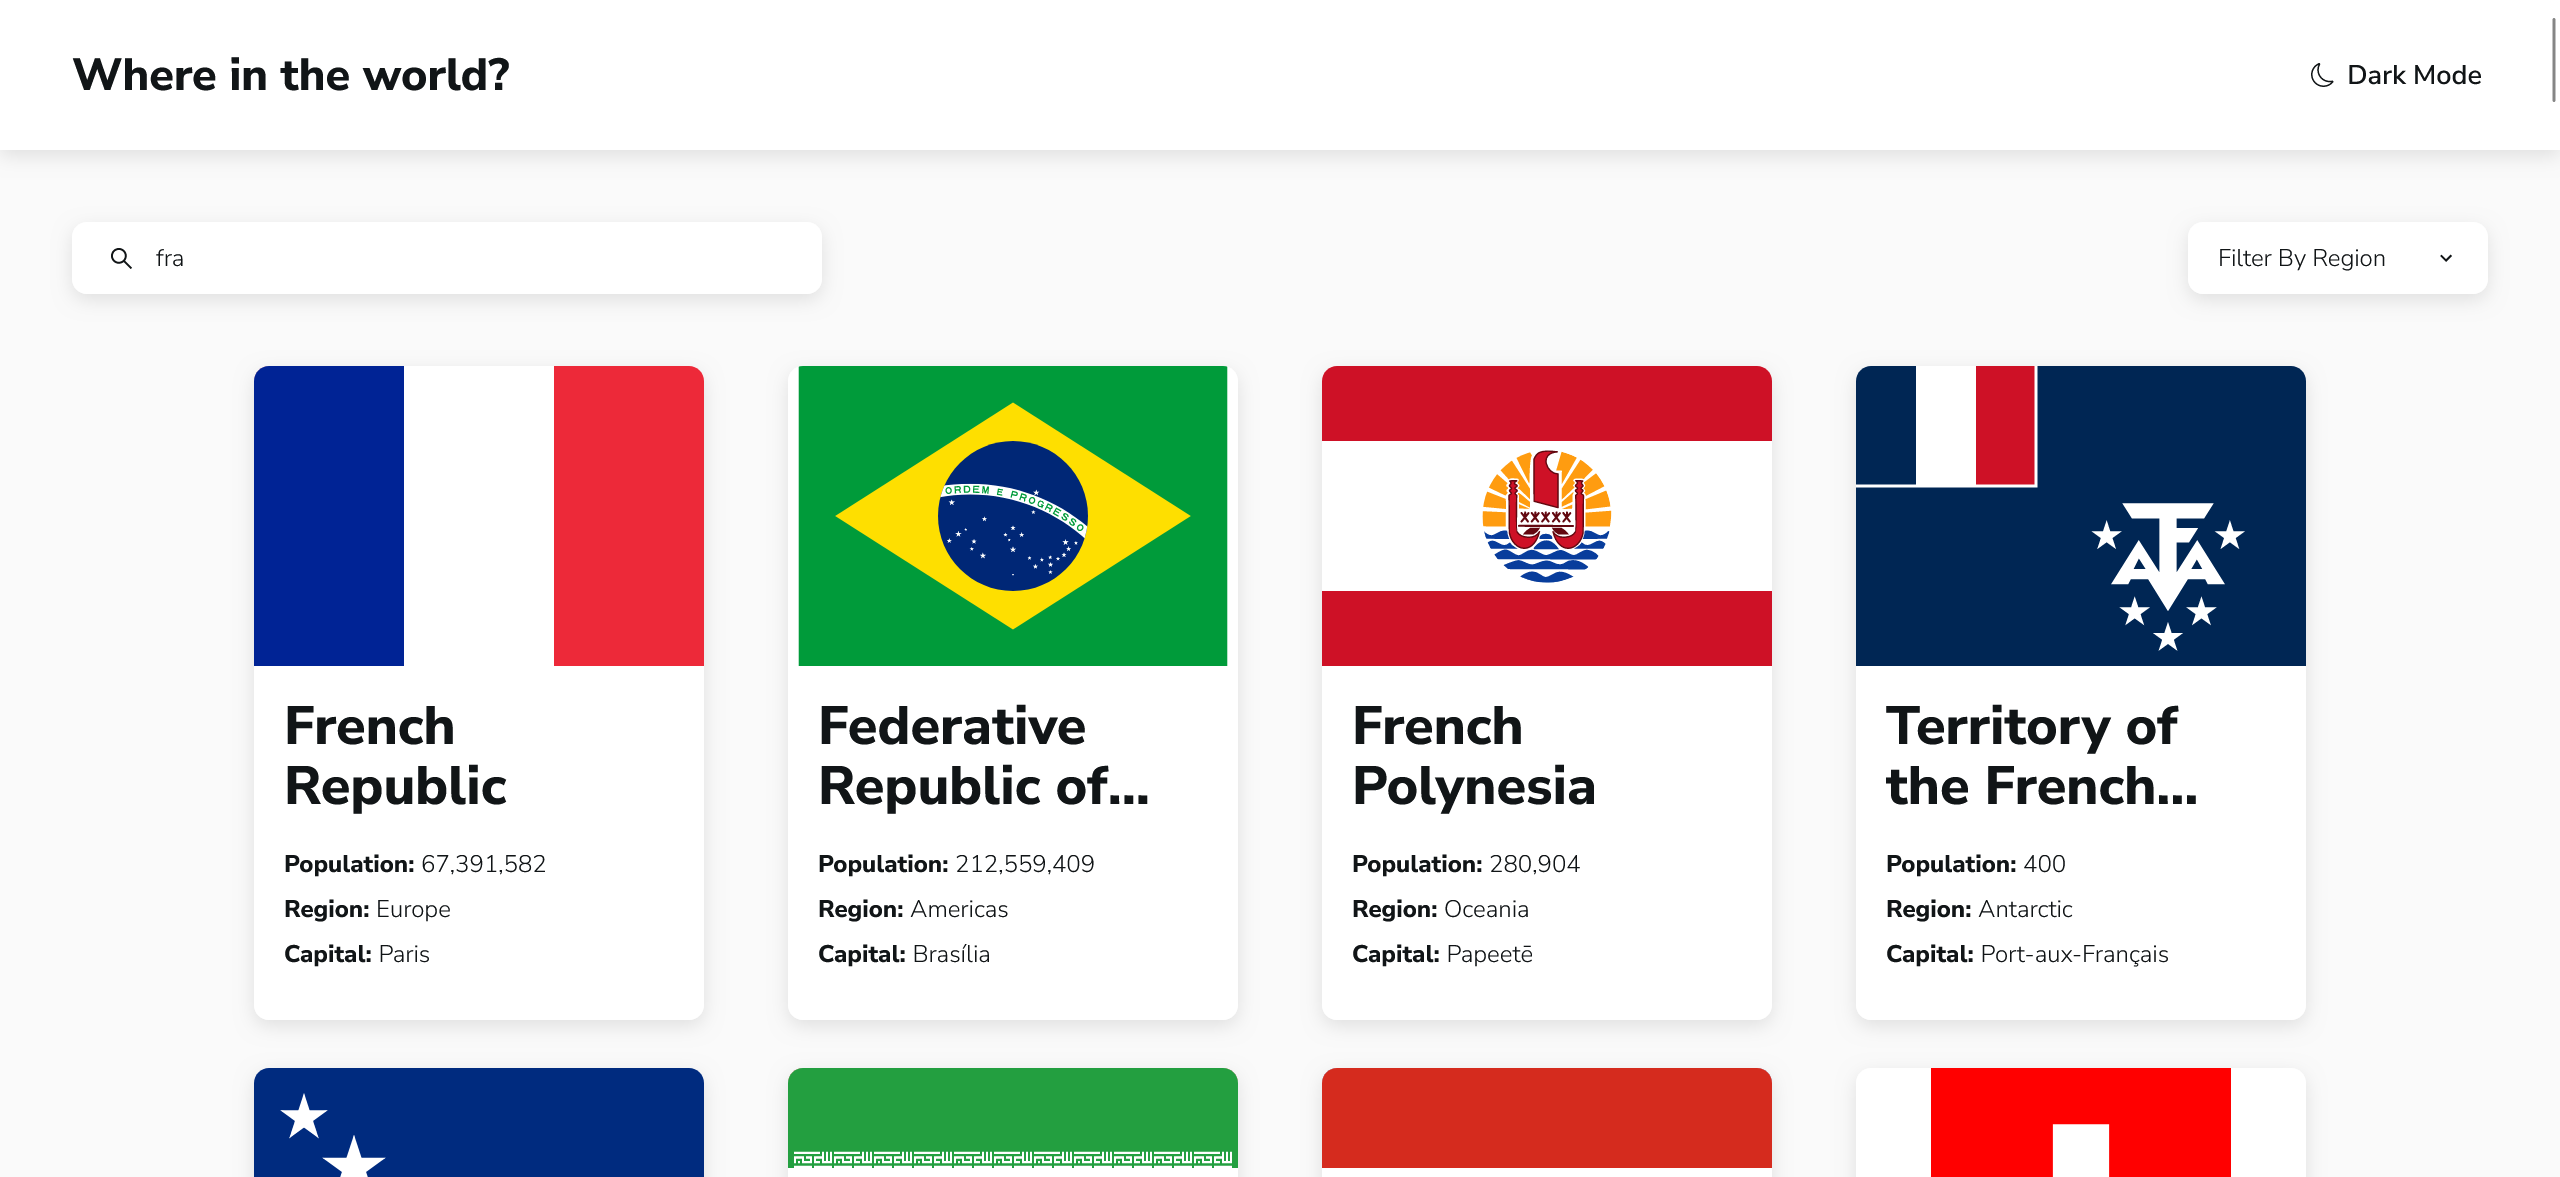 Where in the world?
Dark Mode
fra
Filter By Region
ORDEM E PROGRESSO
French
Republic
Population: 67,391,582
Region: Europe
Capital: Paris
Federative
Republic of...
Population: 212,559,409
Region: Americas
Capital: Brasília
French
Polynesia
Population: 280,904
Region: Oceania
Capital: Papeetē
TAAF
Territory of
the French...
Population: 400
Region: Antarctic
Capital: Port-aux-Français